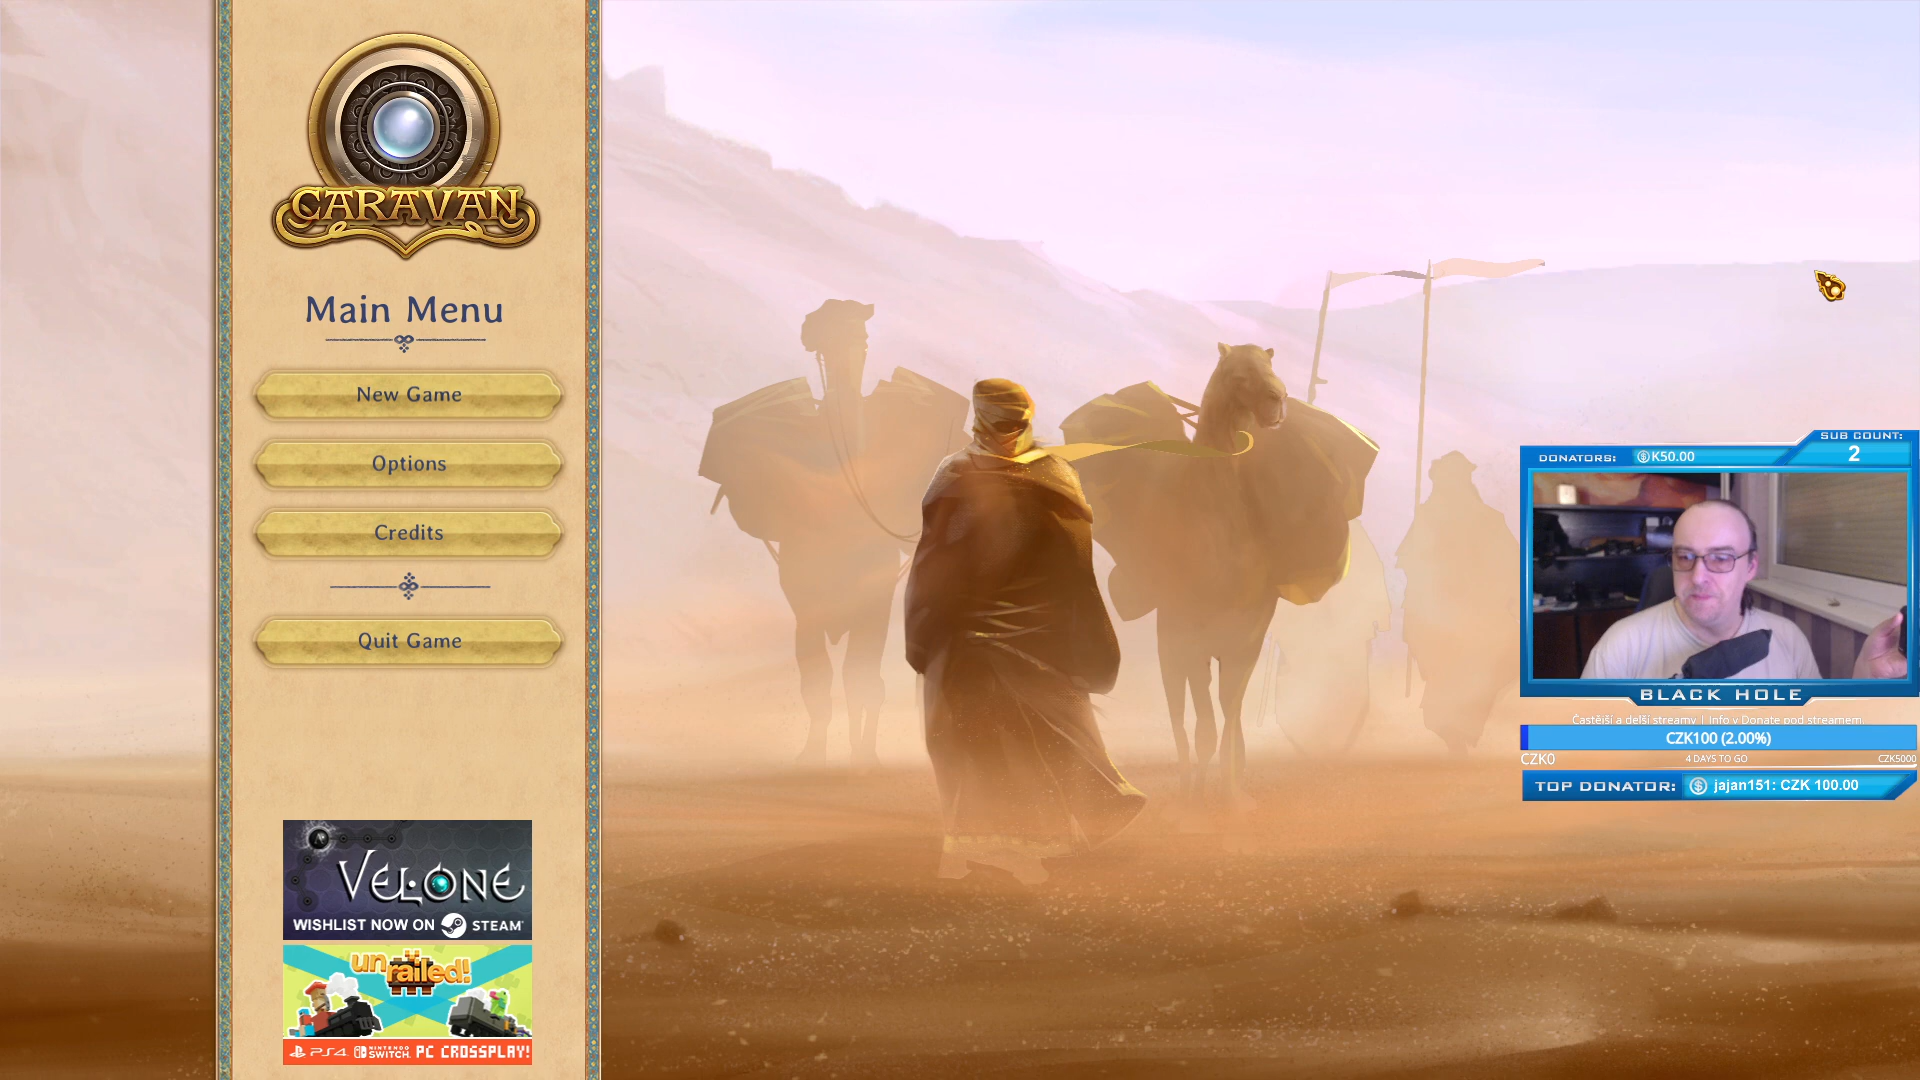 CARAVAN
Main Menu
New Game
Options
Credits
Quit Game
VELONE
WISHLIST NOW ON STEAM
unrailed!
PS4 NINTENDO SWITCH PC CROSSPLAY!
SUB COUNT:
2
DONATORS: K50.00
BLACK HOLE
Častější a delší streamy | Info v Donate pod streamem.
CZK100 (2.00%)
CZK0 4 DAYS TO GO CZK5000
TOP DONATOR: jajan151: CZK 100.00